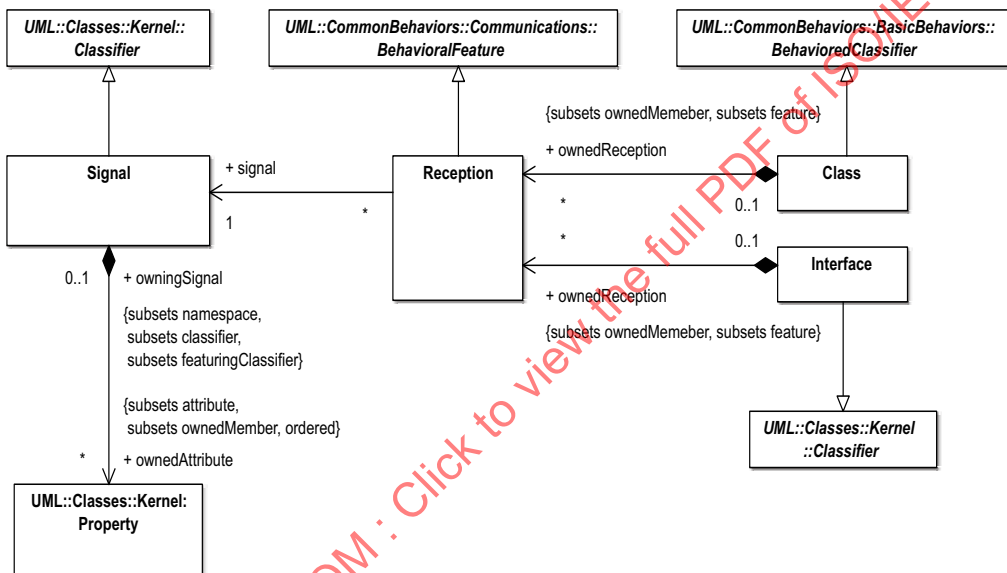 UML::Classes::Kernel::
Classifier
UML::CommonBehaviors::Communications::
BehavioralFeature
UML::CommonBehaviors::BasicBehaviors::
BehavioredClassifier
{subsets ownedMemeber, subsets feature}
+ ownedReception
Signal
+ signal
1
*
Reception
*
0..1
Class
*
0..1
Interface
+ ownedReception
{subsets ownedMemeber, subsets feature}
0..1
+ owningSignal
{subsets namespace,
subsets classifier,
subsets featuringClassifier}
{subsets attribute,
subsets ownedMember, ordered}
*
+ ownedAttribute
UML::Classes::Kernel
::Classifier
UML::Classes::Kernel:
Property
OM : Click to view the full PDF of ISO/IE